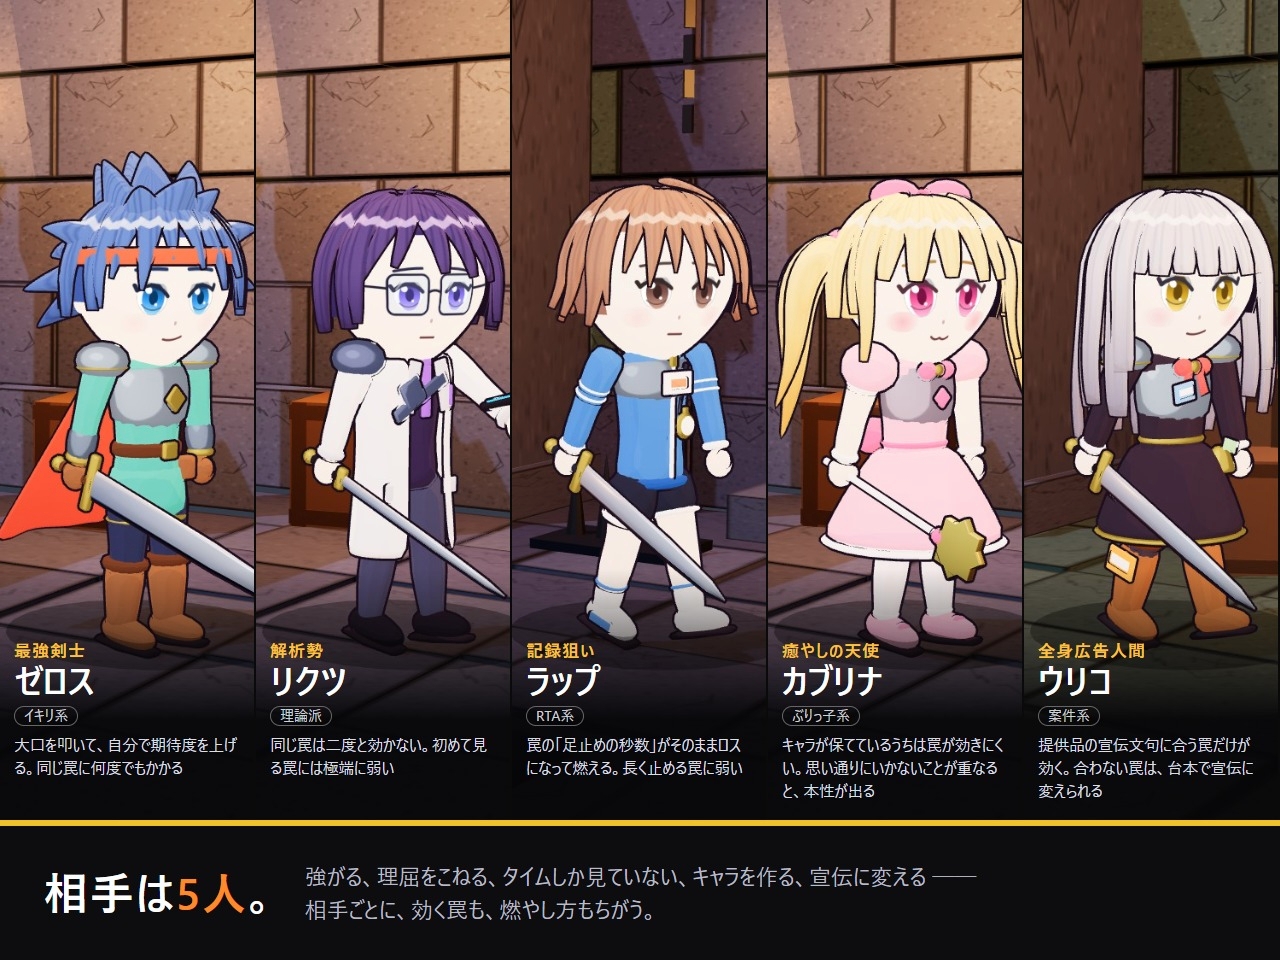 最強剣士
ゼロス
イキリ系
大口を叩いて、自分で期待度を上げ
る。同じ罠に何度でもかかる
解析勢
リクツ
理論派
同じ罠は二度と効かない。初めて見
る罠には極端に弱い
記録狙い
ラップ
RTA系
罠の「足止めの秒数」がそのままロス
になって燃える。長く止める罠に弱い
癒やしの天使
カブリナ
ぶりっ子系
キャラが保てているうちは罠が効きにく
い。思い通りにいかないことが重なる
と、本性が出る
全身広告人間
ウリコ
案件系
提供品の宣伝文句に合う罠だけが
効く。合わない罠は、台本で宣伝に
変えられる
相手は5人。
強がる、理屈をこねる、タイムしか見ていない、キャラを作る、宣伝に変える ――
相手ごとに、効く罠も、燃やし方もちがう。